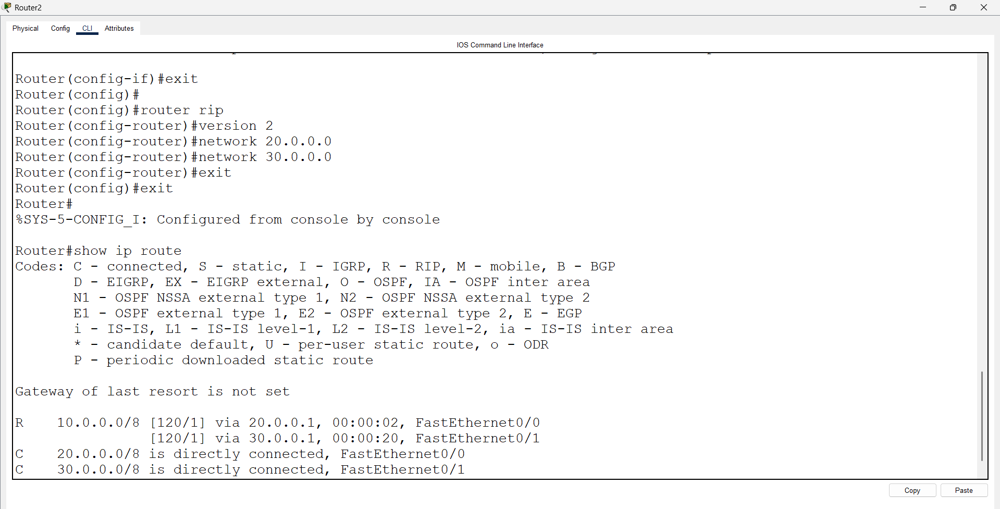 Router2
Physical Config CLI Attributes
IOS Command Line Interface
Router(config-if)#exit
Router(config)#
Router(config)#router rip
Router(config-router)#version 2
Router(config-router)#network 20.0.0.0
Router(config-router)#network 30.0.0.0
Router(config-router)#exit
Router(config)#exit
Router#
%SYS-5-CONFIG_I: Configured from console by console
Router#show ip route
Codes: C - connected, S - static, I - IGRP, R - RIP, M - mobile, B - BGP
D - EIGRP, EX - EIGRP external, O - OSPF, IA - OSPF inter area
N1 - OSPF NSSA external type 1, N2 - OSPF NSSA external type 2
E1 - OSPF external type 1, E2 - OSPF external type 2, E - EGP
i - IS-IS, L1 - IS-IS level-1, L2 - IS-IS level-2, ia - IS-IS inter area
* - candidate default, U - per-user static route, o - ODR
P - periodic downloaded static route
Gateway of last resort is not set
R 10.0.0.0/8 [120/1] via 20.0.0.1, 00:00:02, FastEthernet0/0
[120/1] via 30.0.0.1, 00:00:20, FastEthernet0/1
C 20.0.0.0/8 is directly connected, FastEthernet0/0
C 30.0.0.0/8 is directly connected, FastEthernet0/1
Copy Paste